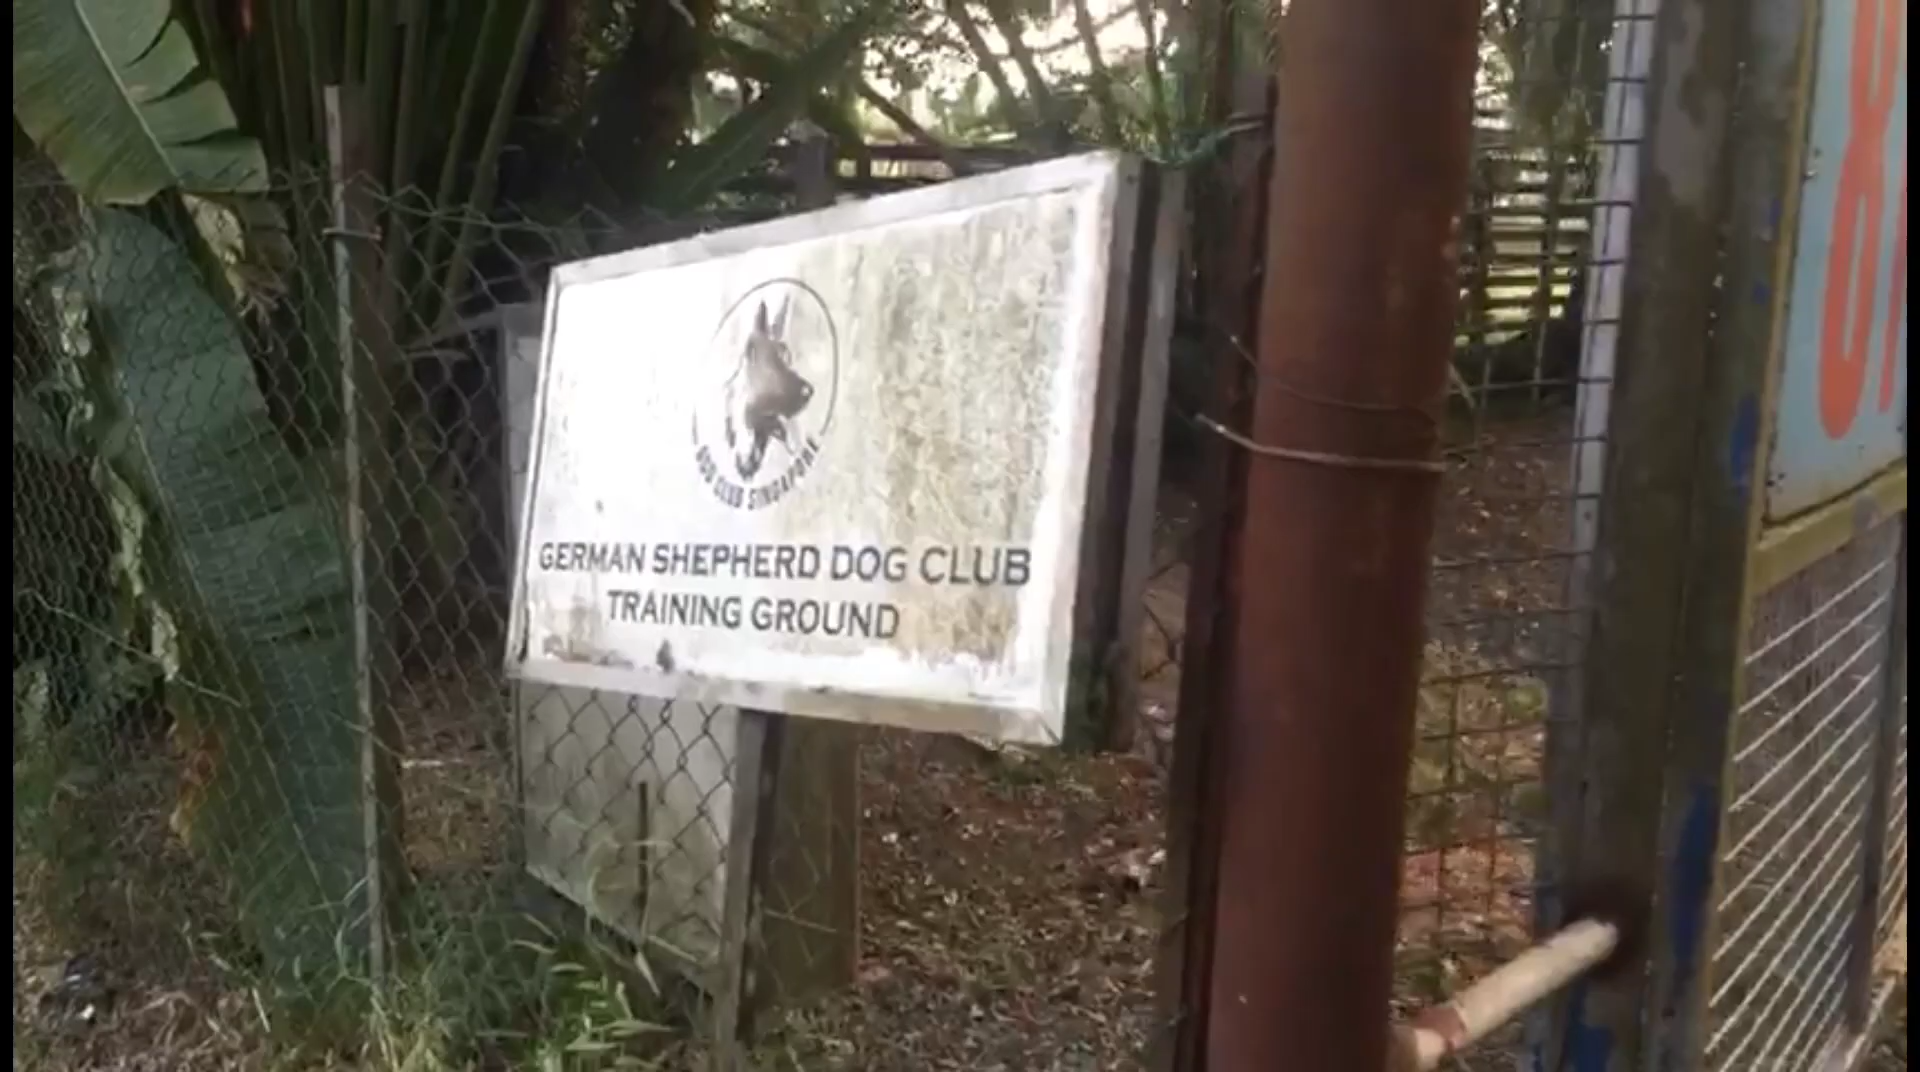 DOG CLUB SINGAPORE
GERMAN SHEPHERD DOG CLUB
TRAINING GROUND